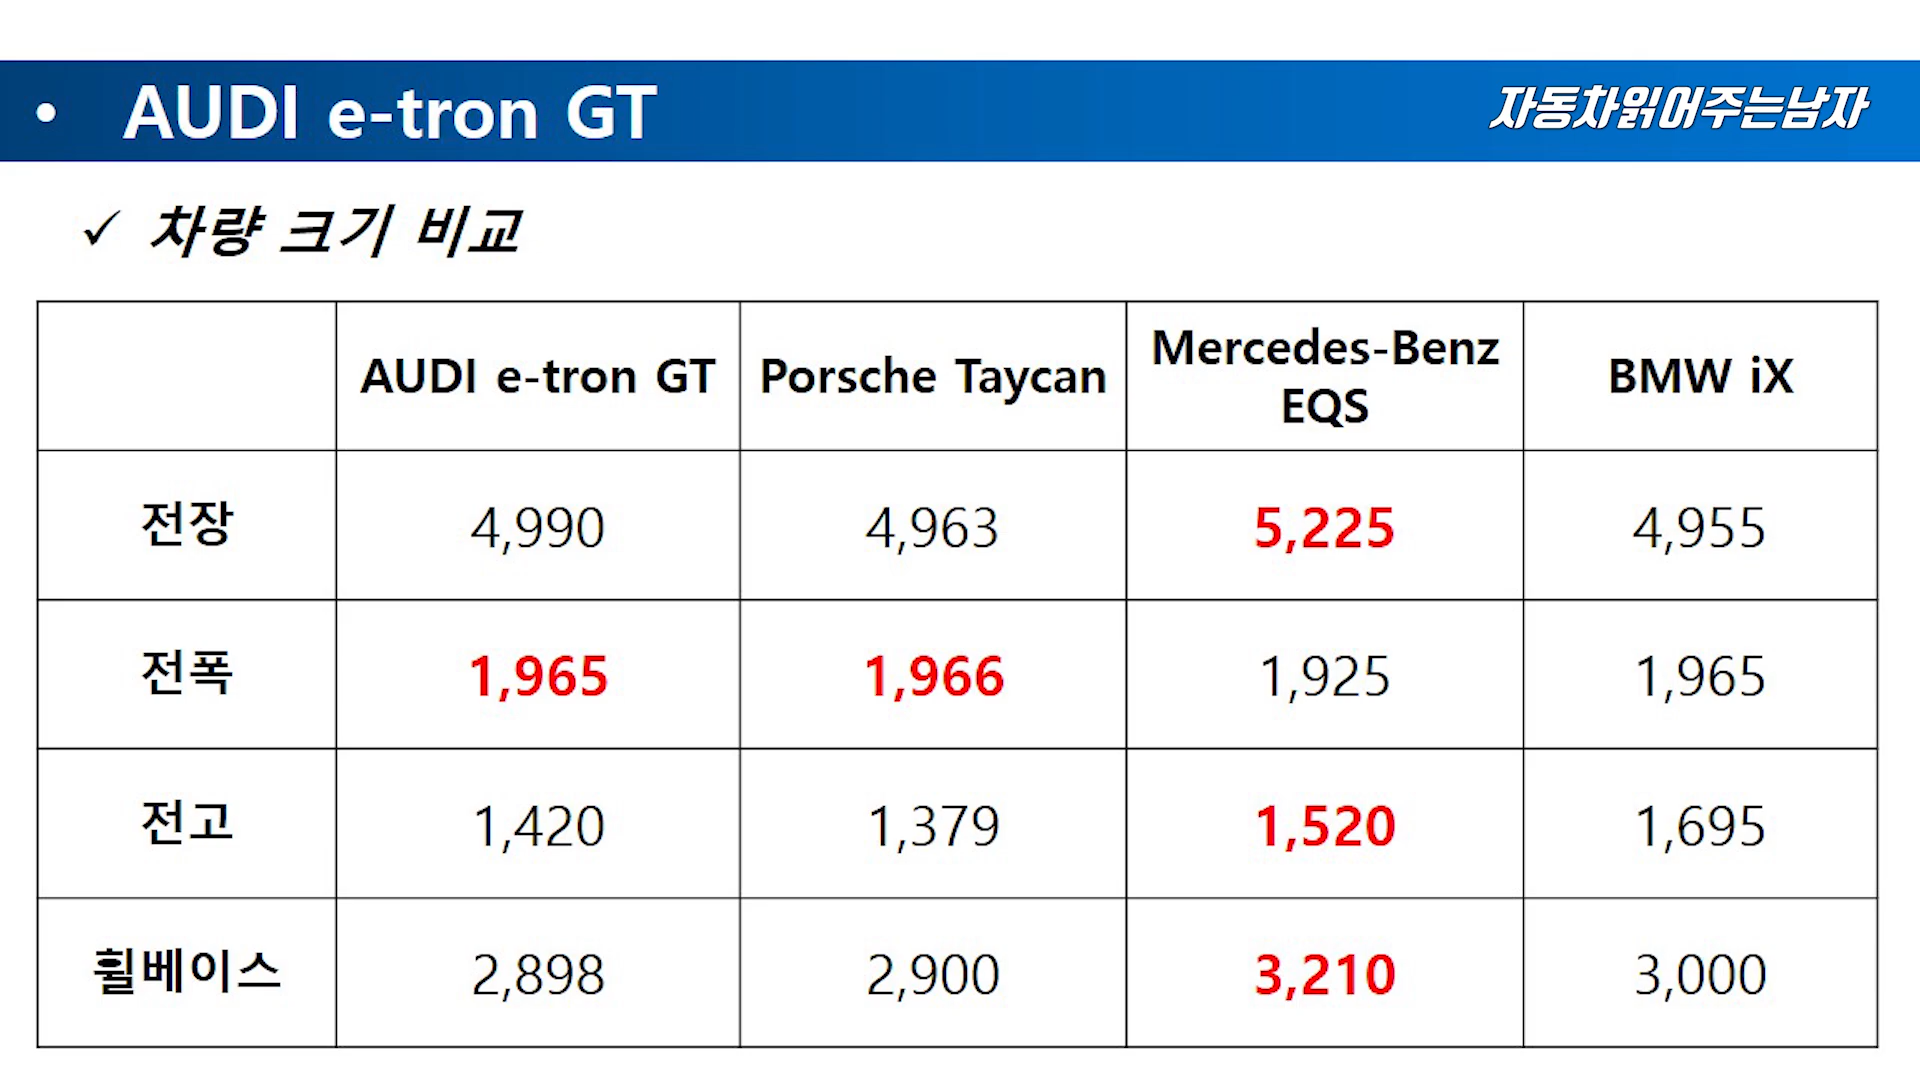 • AUDI e-tron GT
자동차읽어주는남자
✓ 차량 크기 비교
AUDI e-tron GT Porsche Taycan Mercedes-Benz EQS BMW iX
전장 4,990 4,963 5,225 4,955
전폭 1,965 1,966 1,925 1,965
전고 1,420 1,379 1,520 1,695
휠베이스 2,898 2,900 3,210 3,000